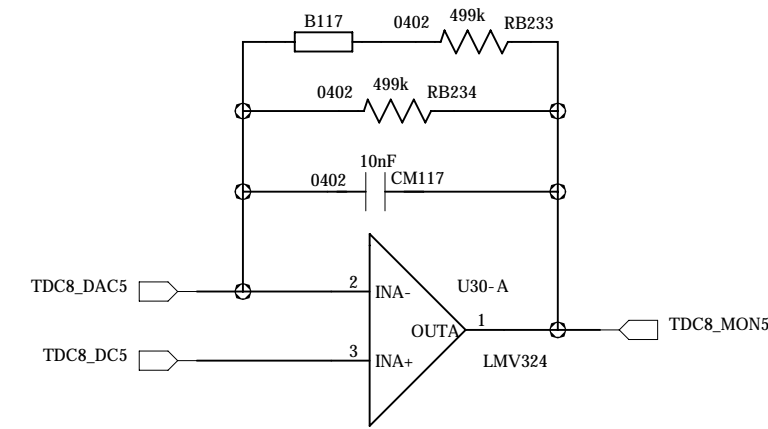 B117
0402
499k
RB233
0402
499k
RB234
0402
10nF
CM117
TDC8_DAC5
2
INA-
U30-A
OUTA
1
TDC8_MON5
TDC8_DC5
3
INA+
LMV324